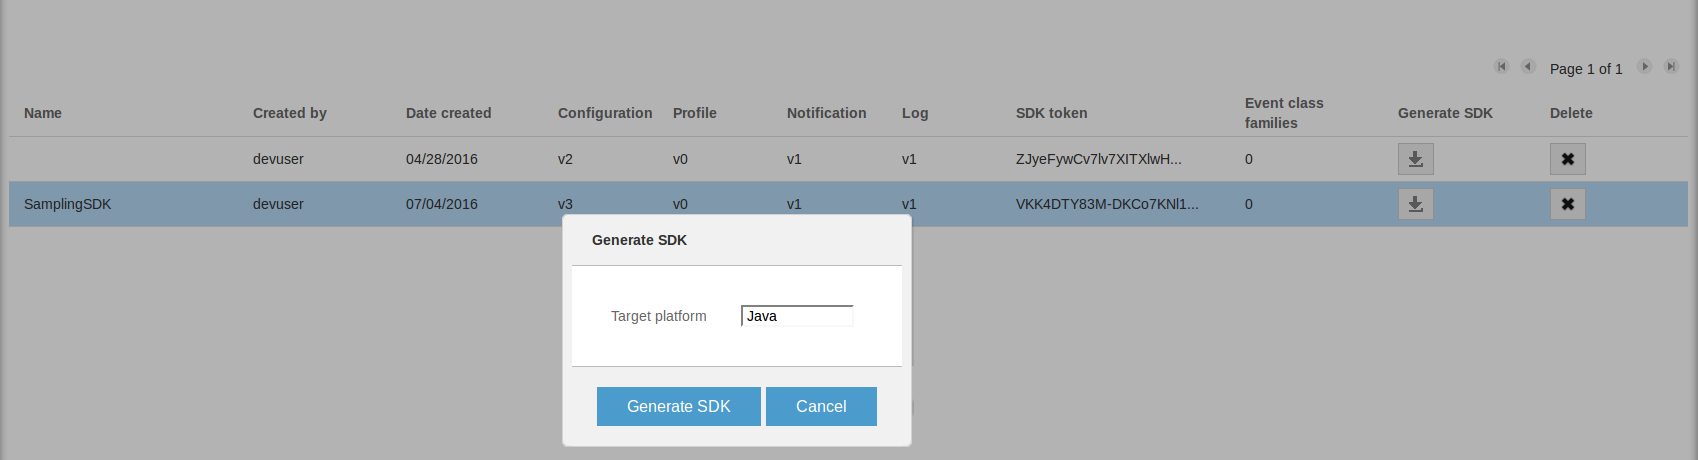 Page 1 of 1
Name Created by Date created Configuration Profile Notification Log SDK token Event class families Generate SDK Delete
devuser 04/28/2016 v2 v0 v1 v1 ZJyeFywCv7lv7XITXlwH... 0
SamplingSDK devuser 07/04/2016 v3 v0 v1 v1 VKK4DTY83M-DKCo7KNl1... 0
Generate SDK
Target platform Java
Generate SDK Cancel